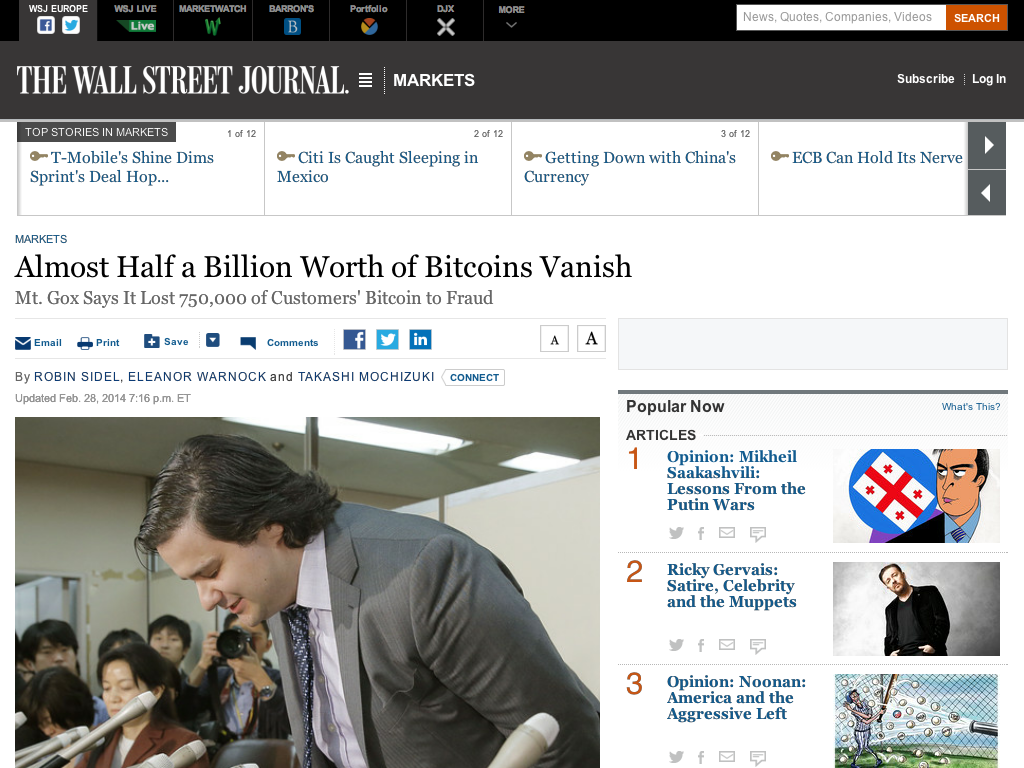 WSJ EUROPE
WSJ LIVE
Live
MARKETWATCH
W
BARRON'S
B
Portfolio
DJX
MORE
News, Quotes, Companies, Videos
SEARCH
THE WALL STREET JOURNAL.
MARKETS
Subscribe
Log In
TOP STORIES IN MARKETS
1 of 12
T-Mobile's Shine Dims
Sprint's Deal Hop...
2 of 12
Citi Is Caught Sleeping in
Mexico
3 of 12
Getting Down with China's
Currency
ECB Can Hold Its Nerve
MARKETS
Almost Half a Billion Worth of Bitcoins Vanish
Mt. Gox Says It Lost 750,000 of Customers' Bitcoin to Fraud
Email
Print
Save
Comments
f
in
A
A
By ROBIN SIDEL, ELEANOR WARNOCK and TAKASHI MOCHIZUKI
CONNECT
Updated Feb. 28, 2014 7:16 p.m. ET
Popular Now
What's This?
ARTICLES
1
Opinion: Mikheil
Saakashvili:
Lessons From the
Putin Wars
2
Ricky Gervais:
Satire, Celebrity
and the Muppets
3
Opinion: Noonan:
America and the
Aggressive Left